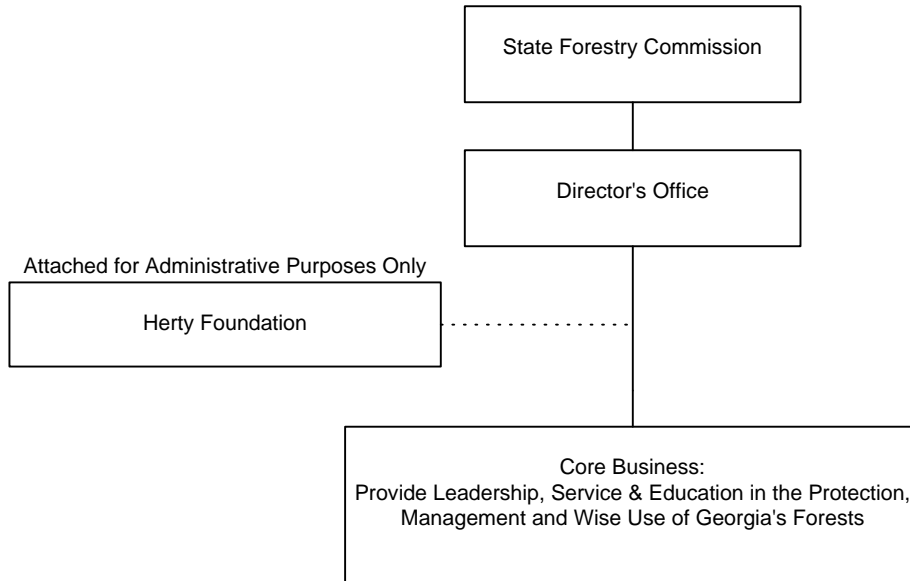 State Forestry Commission
Director's Office
Attached for Administrative Purposes Only
Herty Foundation
Core Business:
Provide Leadership, Service & Education in the Protection,
Management and Wise Use of Georgia's Forests